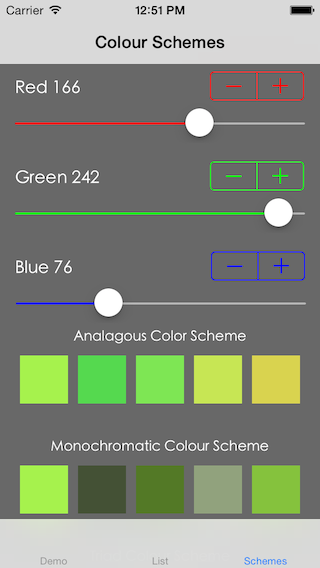 Carrier 12:51 PM
Colour Schemes
Red 166
− +
Green 242
− +
Blue 76
− +
Analagous Color Scheme
Monochromatic Colour Scheme
Demo List Schemes